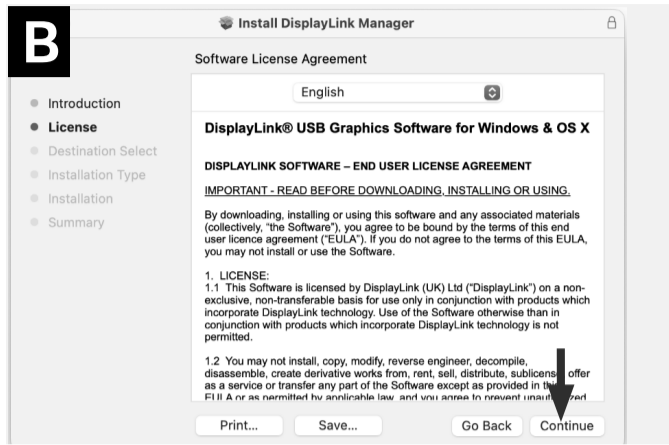 B
Install DisplayLink Manager
Software License Agreement
English
Introduction
License
Destination Select
Installation Type
Installation
Summary
DisplayLink® USB Graphics Software for Windows & OS X
DISPLAYLINK SOFTWARE – END USER LICENSE AGREEMENT
IMPORTANT - READ BEFORE DOWNLOADING, INSTALLING OR USING.
By downloading, installing or using this software and any associated materials
(collectively, “the Software”), you agree to be bound by the terms of this end
user licence agreement (“EULA”). If you do not agree to the terms of this EULA,
you may not install or use the Software.
1. LICENSE:
1.1 This Software is licensed by DisplayLink (UK) Ltd (“DisplayLink”) on a non-
exclusive, non-transferable basis for use only in conjunction with products which
incorporate DisplayLink technology. Use of the Software otherwise than in
conjunction with products which incorporate DisplayLink technology is not
permitted.
1.2 You may not install, copy, modify, reverse engineer, decompile,
disassemble, create derivative works from, rent, sell, distribute, sublicense, offer
as a service or transfer any part of the Software except as provided in this
EULA or as permitted by applicable law, and you agree to prevent unauthorized
Print...
Save...
Go Back
Continue